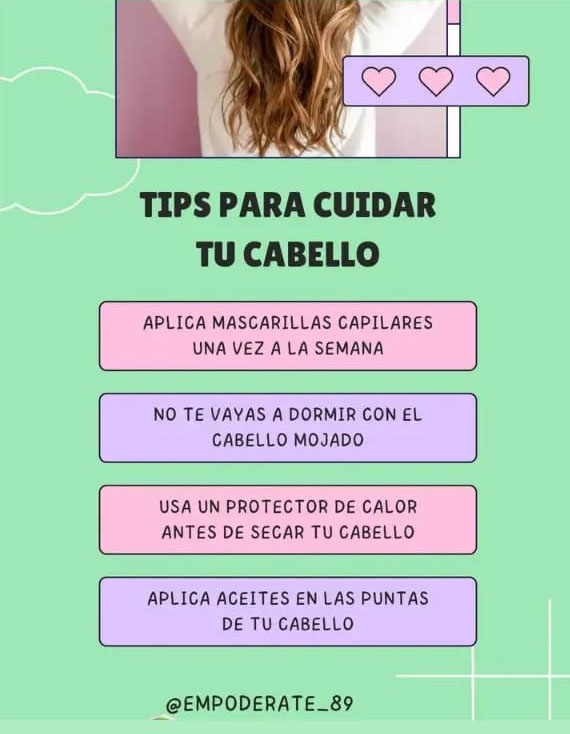 TIPS PARA CUIDAR
TU CABELLO
APLICA MASCARILLAS CAPILARES
UNA VEZ A LA SEMANA
NO TE VAYAS A DORMIR CON EL
CABELLO MOJADO
USA UN PROTECTOR DE CALOR
ANTES DE SECAR TU CABELLO
APLICA ACEITES EN LAS PUNTAS
DE TU CABELLO
@EMPODERATE_89